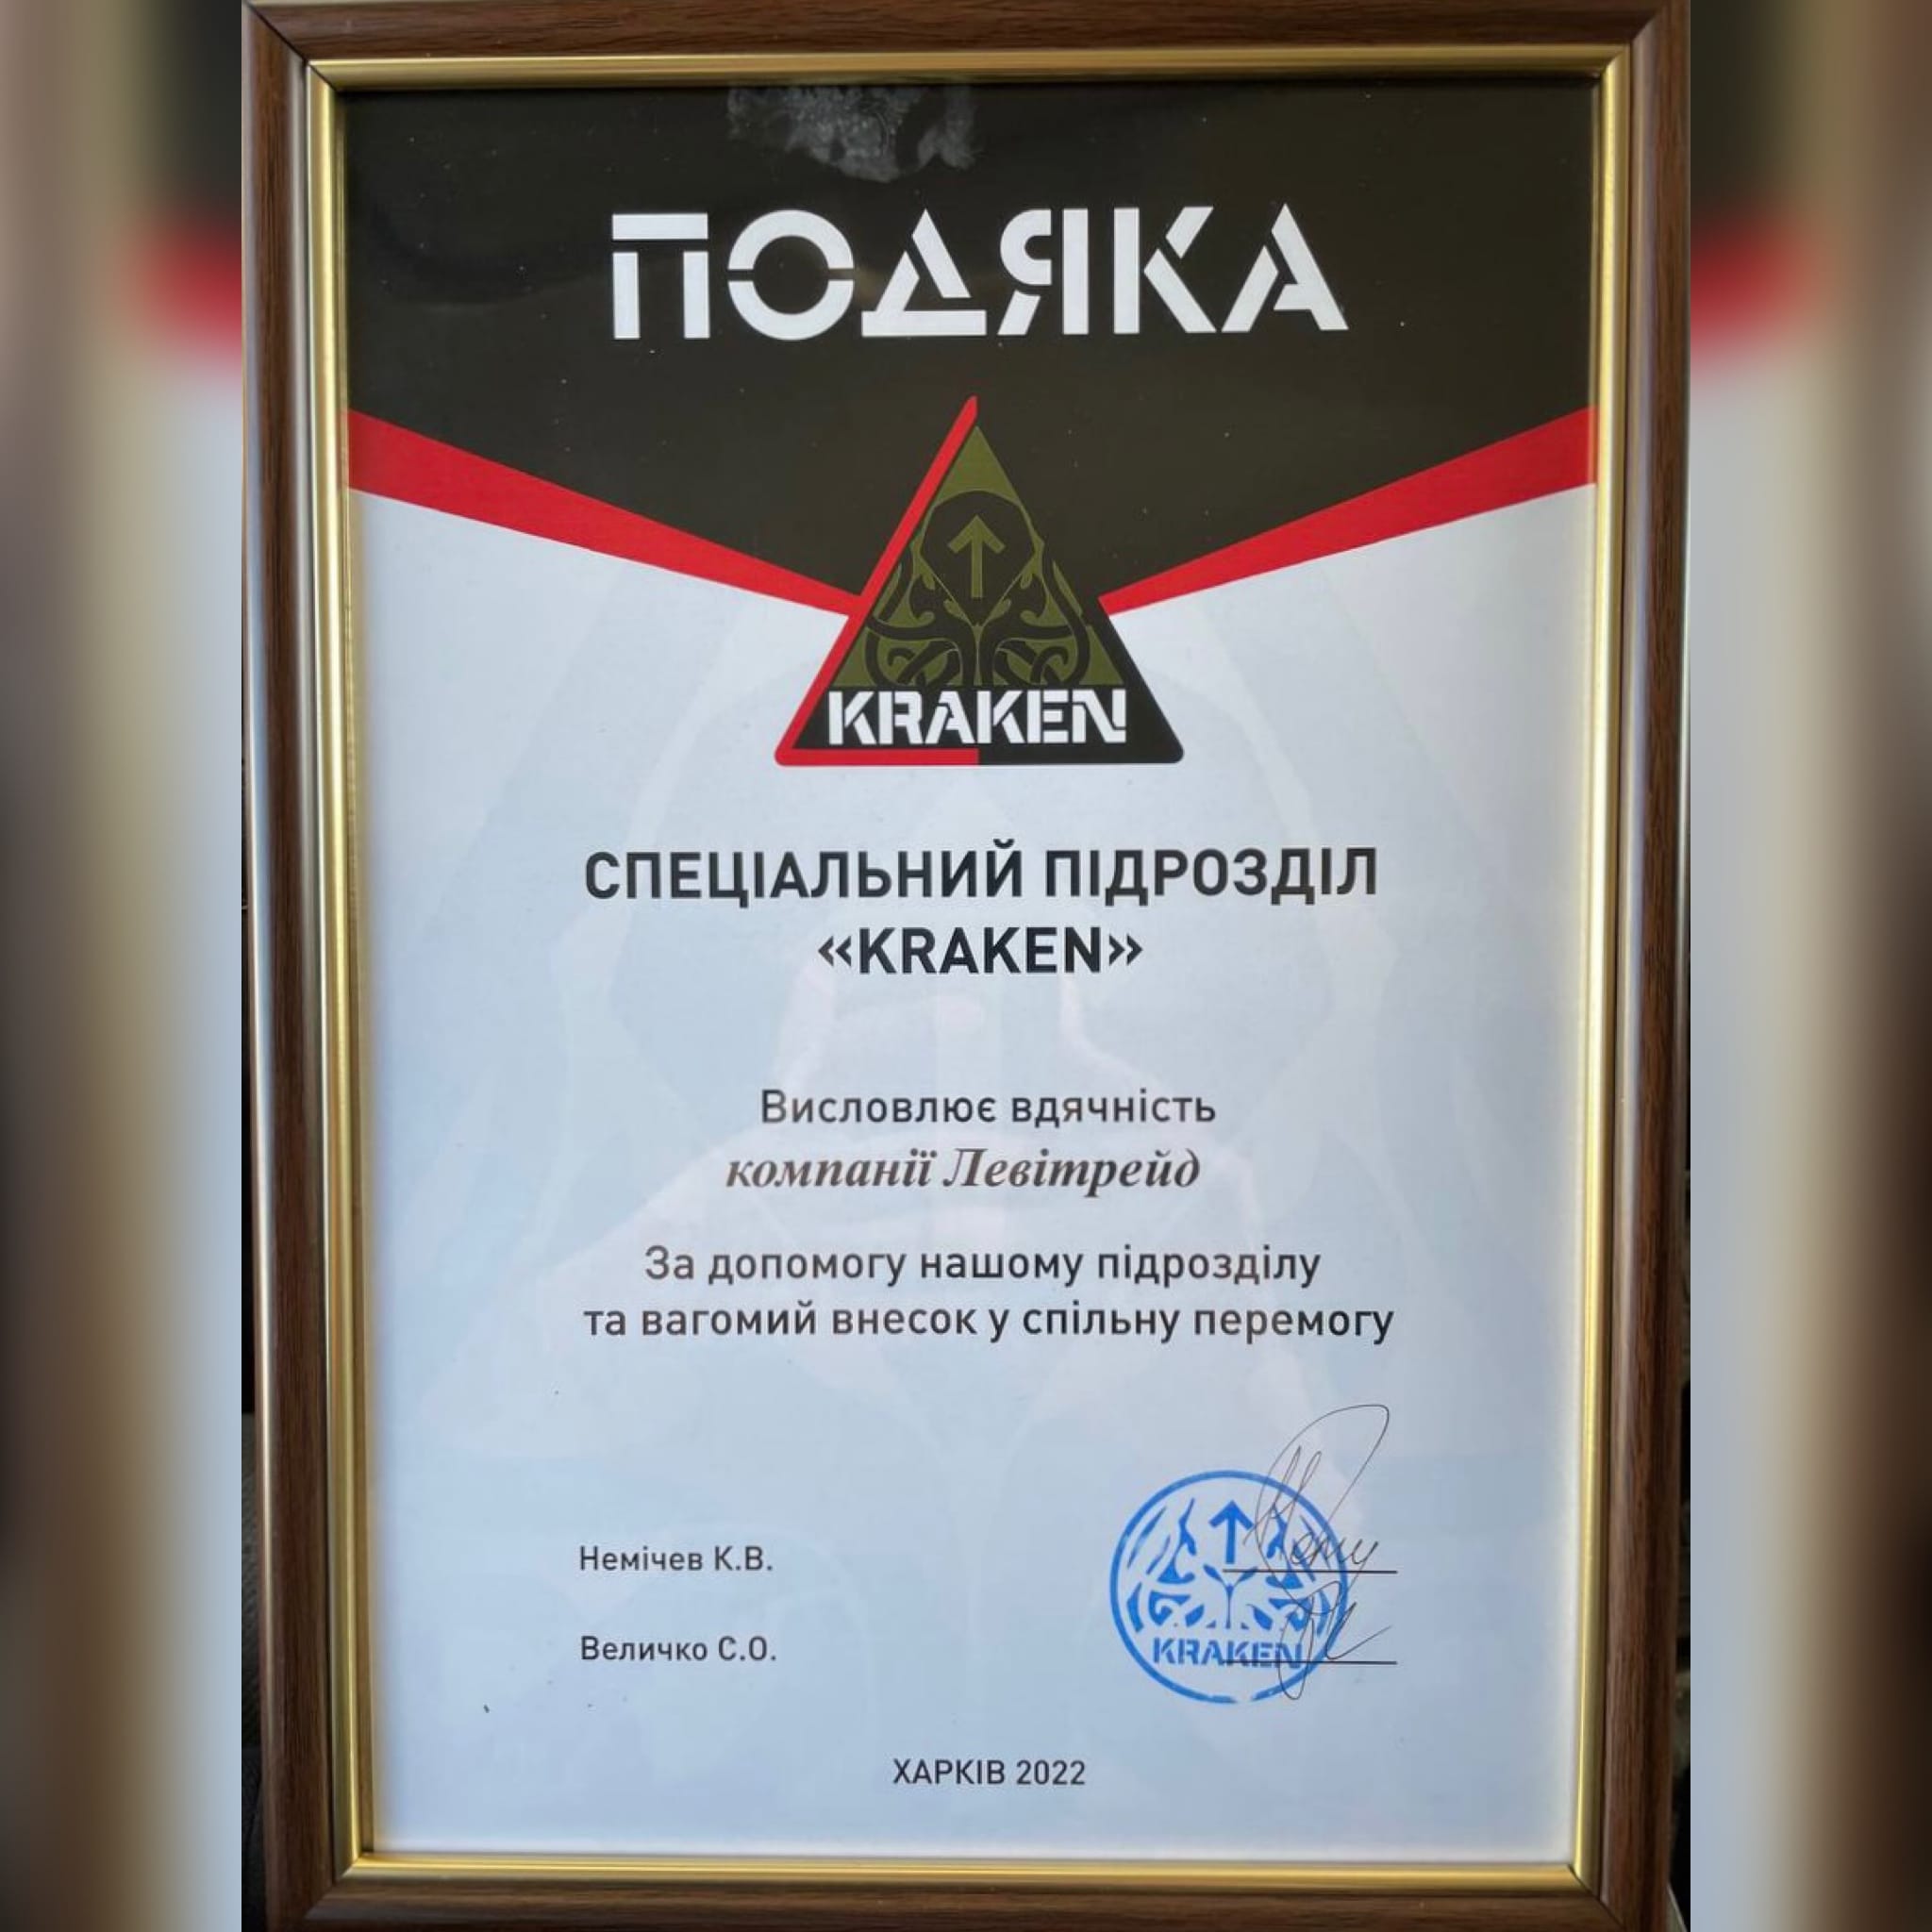 ПОДЯКА
KRAKEN
СПЕЦІАЛЬНИЙ ПІДРОЗДІЛ
«KRAKEN»
Висловлює вдячність
компанії Левітрейд
За допомогу нашому підрозділу
та вагомий внесок у спільну перемогу
Немічев К.В.
Величко С.О.
KRAKEN
ХАРКІВ 2022